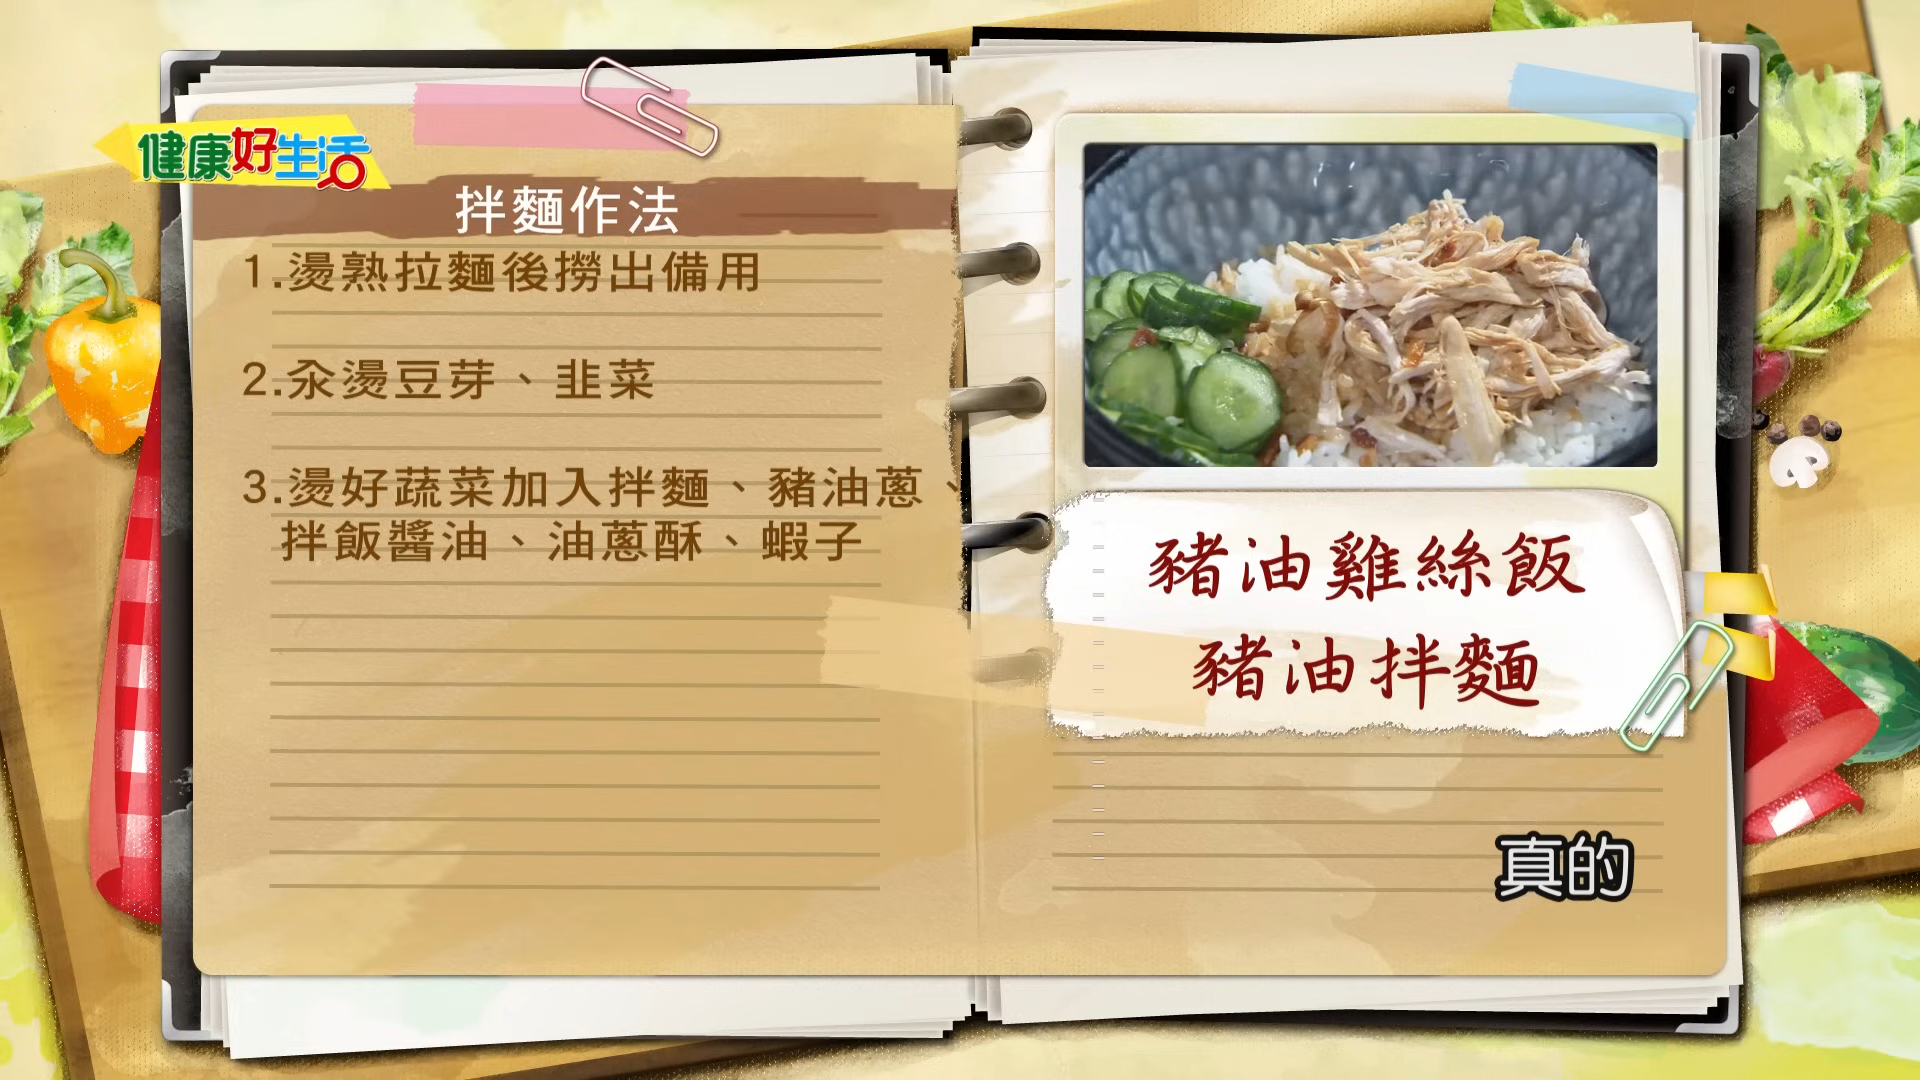 健康好生活
拌麵作法
1.燙熟拉麵後撈出備用
2.汆燙豆芽、韭菜
3.燙好蔬菜加入拌麵、豬油蔥、
拌飯醬油、油蔥酥、蝦子
豬油雞絲飯
豬油拌麵
真的